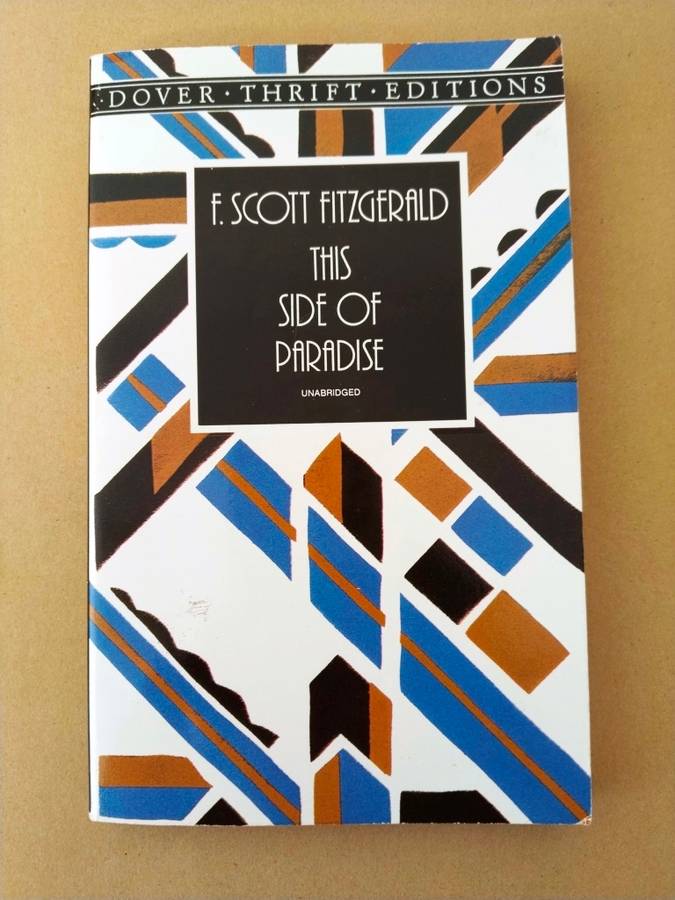 DOVER · THRIFT · EDITIONS
F. SCOTT FITZGERALD
THIS
SIDE OF
PARADISE
UNABRIDGED